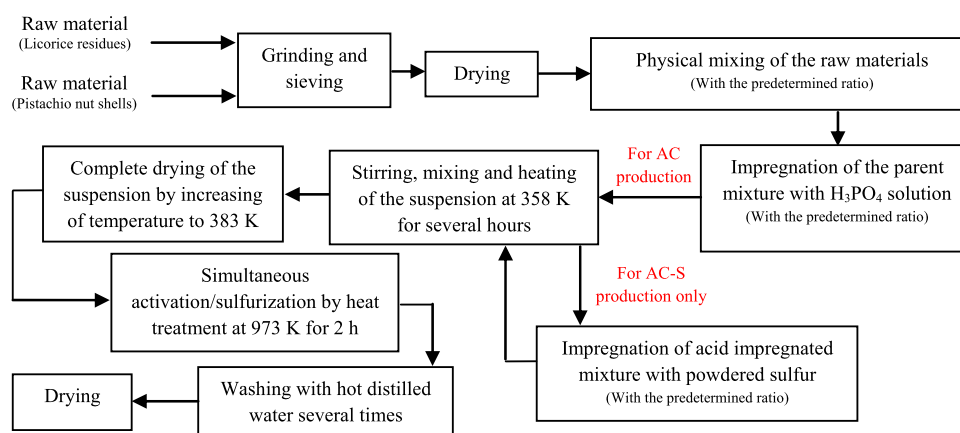 Raw material
(Licorice residues)
Raw material
(Pistachio nut shells)
Grinding and
sieving
Drying
Physical mixing of the raw materials
(With the predetermined ratio)
Impregnation of the parent
mixture with H₃PO₄ solution
(With the predetermined ratio)
For AC
production
Stirring, mixing and heating
of the suspension at 358 K
for several hours
For AC-S
production only
Impregnation of acid impregnated
mixture with powdered sulfur
(With the predetermined ratio)
Complete drying of the
suspension by increasing
of temperature to 383 K
Simultaneous
activation/sulfurization by heat
treatment at 973 K for 2 h
Washing with hot distilled
water several times
Drying